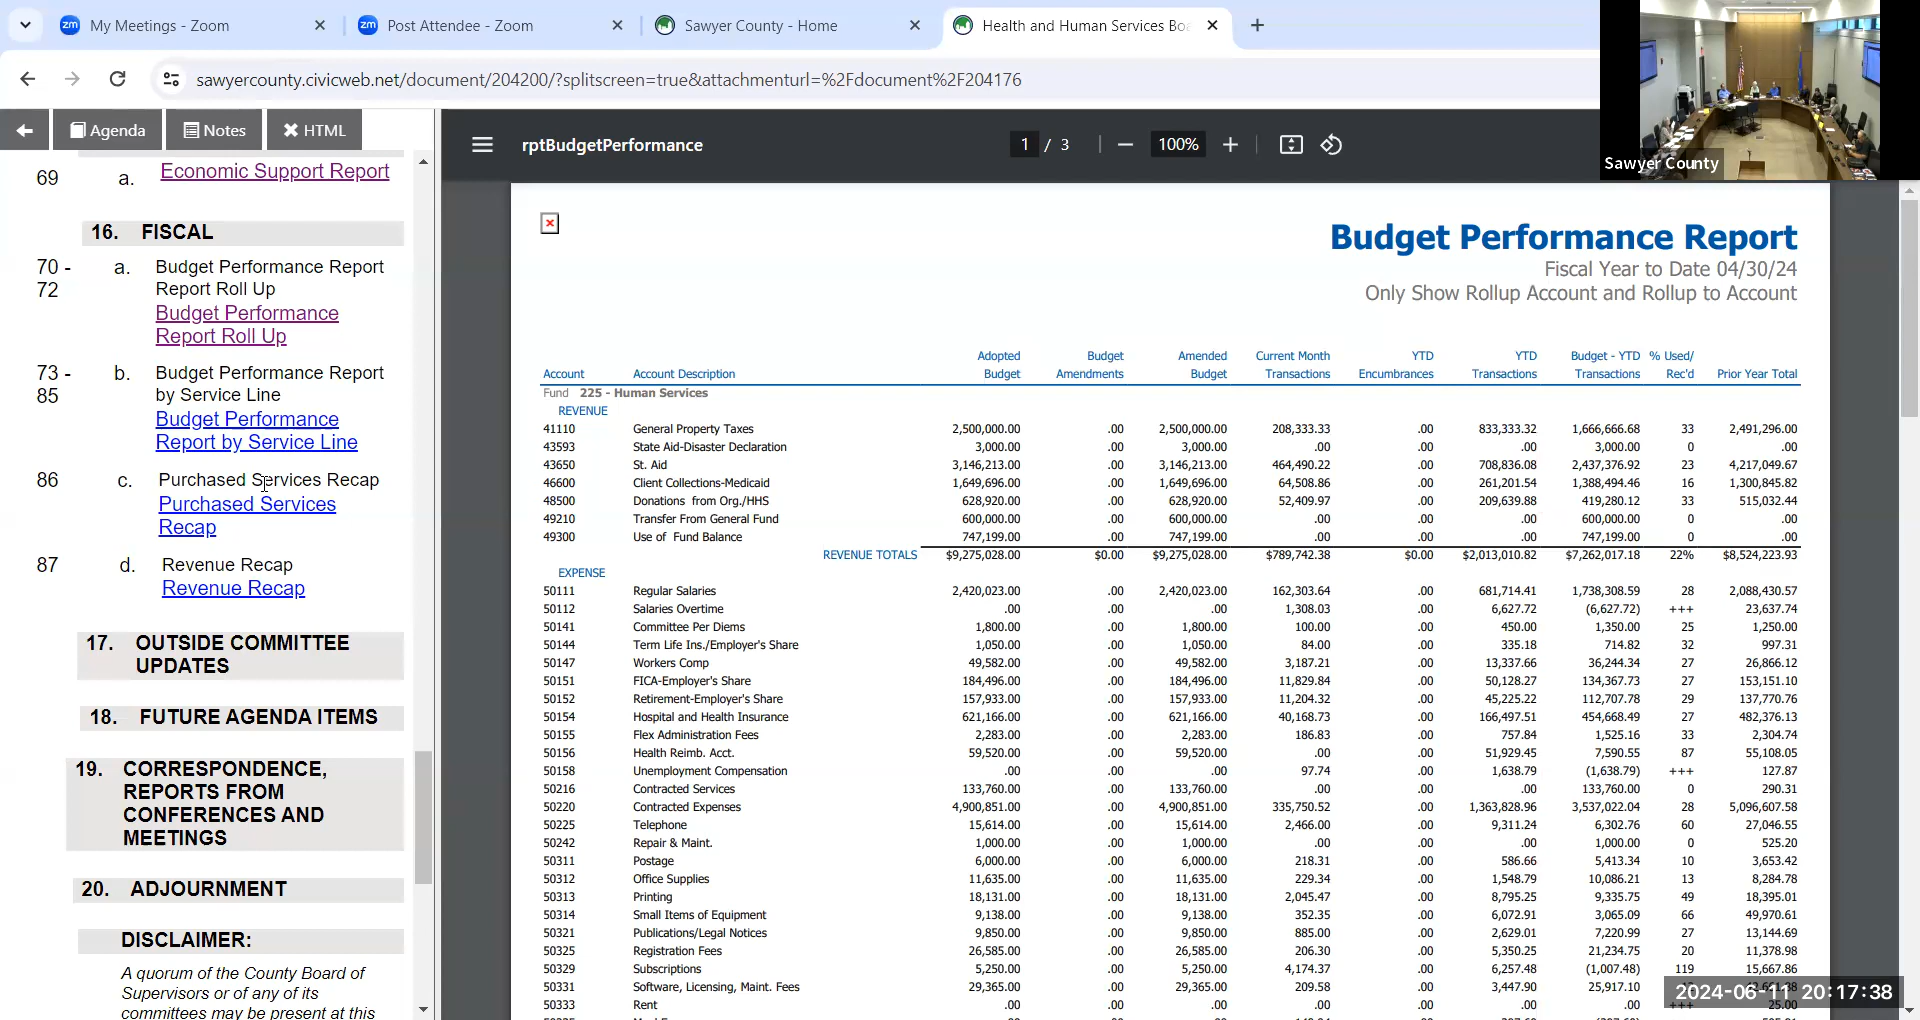 My Meetings - Zoom
Post Attendee - Zoom
Sawyer County - Home
Health and Human Services Boa
sawyercounty.civicweb.net/document/204200/?splitscreen=true&attachmenturl=%2Fdocument%2F204176
Sawyer County
Agenda
Notes
HTML
rptBudgetPerformance
1 / 3
100%
69 a. Economic Support Report
16. FISCAL
70 - a. Budget Performance Report
72 Report Roll Up
Budget Performance
Report Roll Up
73 - b. Budget Performance Report
85 by Service Line
Budget Performance
Report by Service Line
86 c. Purchased Services Recap
Purchased Services
Recap
87 d. Revenue Recap
Revenue Recap
17. OUTSIDE COMMITTEE
UPDATES
18. FUTURE AGENDA ITEMS
19. CORRESPONDENCE,
REPORTS FROM
CONFERENCES AND
MEETINGS
20. ADJOURNMENT
DISCLAIMER:
A quorum of the County Board of
Supervisors or of any of its
committees may be present at this
Budget Performance Report
Fiscal Year to Date 04/30/24
Only Show Rollup Account and Rollup to Account
Adopted Budget Amended Current Month YTD YTD Budget - YTD % Used/
Account Account Description Budget Amendments Budget Transactions Encumbrances Transactions Transactions Rec'd Prior Year Total
Fund 225 - Human Services
REVENUE
41110 General Property Taxes 2,500,000.00 .00 2,500,000.00 208,333.33 .00 833,333.32 1,666,666.68 33 2,491,296.00
43593 State Aid-Disaster Declaration 3,000.00 .00 3,000.00 .00 .00 .00 3,000.00 0 .00
43650 St. Aid 3,146,213.00 .00 3,146,213.00 464,490.22 .00 708,836.08 2,437,376.92 23 4,217,049.67
46600 Client Collections-Medicaid 1,649,696.00 .00 1,649,696.00 64,508.86 .00 261,201.54 1,388,494.46 16 1,300,845.82
48500 Donations from Org./HHS 628,920.00 .00 628,920.00 52,409.97 .00 209,639.88 419,280.12 33 515,032.44
49210 Transfer From General Fund 600,000.00 .00 600,000.00 .00 .00 .00 600,000.00 0 .00
49300 Use of Fund Balance 747,199.00 .00 747,199.00 .00 .00 .00 747,199.00 0 .00
REVENUE TOTALS $9,275,028.00 $0.00 $9,275,028.00 $789,742.38 $0.00 $2,013,010.82 $7,262,017.18 22% $8,524,223.93
EXPENSE
50111 Regular Salaries 2,420,023.00 .00 2,420,023.00 162,303.64 .00 681,714.41 1,738,308.59 28 2,088,430.57
50112 Salaries Overtime .00 .00 .00 1,308.03 .00 6,627.72 (6,627.72) +++ 23,637.74
50141 Committee Per Diems 1,800.00 .00 1,800.00 100.00 .00 450.00 1,350.00 25 1,250.00
50144 Term Life Ins./Employer's Share 1,050.00 .00 1,050.00 84.00 .00 335.18 714.82 32 997.31
50147 Workers Comp 49,582.00 .00 49,582.00 3,187.21 .00 13,337.66 36,244.34 27 26,866.12
50151 FICA-Employer's Share 184,496.00 .00 184,496.00 11,829.84 .00 50,128.27 134,367.73 27 153,151.10
50152 Retirement-Employer's Share 157,933.00 .00 157,933.00 11,204.32 .00 45,225.22 112,707.78 29 137,770.76
50154 Hospital and Health Insurance 621,166.00 .00 621,166.00 40,168.73 .00 166,497.51 454,668.49 27 482,376.13
50155 Flex Administration Fees 2,283.00 .00 2,283.00 186.83 .00 757.84 1,525.16 33 2,304.74
50156 Health Reimb. Acct. 59,520.00 .00 59,520.00 .00 .00 51,929.45 7,590.55 87 55,108.05
50158 Unemployment Compensation .00 .00 .00 97.74 .00 1,638.79 (1,638.79) +++ 127.87
50216 Contracted Services 133,760.00 .00 133,760.00 .00 .00 .00 133,760.00 0 290.31
50220 Contracted Expenses 4,900,851.00 .00 4,900,851.00 335,750.52 .00 1,363,828.96 3,537,022.04 28 5,096,607.58
50225 Telephone 15,614.00 .00 15,614.00 2,466.00 .00 9,311.24 6,302.76 60 27,046.55
50242 Repair & Maint. 1,000.00 .00 1,000.00 .00 .00 .00 1,000.00 0 525.20
50311 Postage 6,000.00 .00 6,000.00 218.31 .00 586.66 5,413.34 10 3,653.42
50312 Office Supplies 11,635.00 .00 11,635.00 229.34 .00 1,548.79 10,086.21 13 8,284.78
50313 Printing 18,131.00 .00 18,131.00 2,045.47 .00 8,795.25 9,335.75 49 18,395.01
50314 Small Items of Equipment 9,138.00 .00 9,138.00 352.35 .00 6,072.91 3,065.09 66 49,970.61
50321 Publications/Legal Notices 9,850.00 .00 9,850.00 885.00 .00 2,629.01 7,220.99 27 13,144.69
50325 Registration Fees 26,585.00 .00 26,585.00 206.30 .00 5,350.25 21,234.75 20 11,378.98
50329 Subscriptions 5,250.00 .00 5,250.00 4,174.37 .00 6,257.48 (1,007.48) 119 15,667.86
50331 Software, Licensing, Maint. Fees 29,365.00 .00 29,365.00 209.58 .00 3,447.90 25,917.10
50333 Rent .00 .00 .00 .00 .00 .00 .00 +++ 25.00
2024-06-11 20:17:38